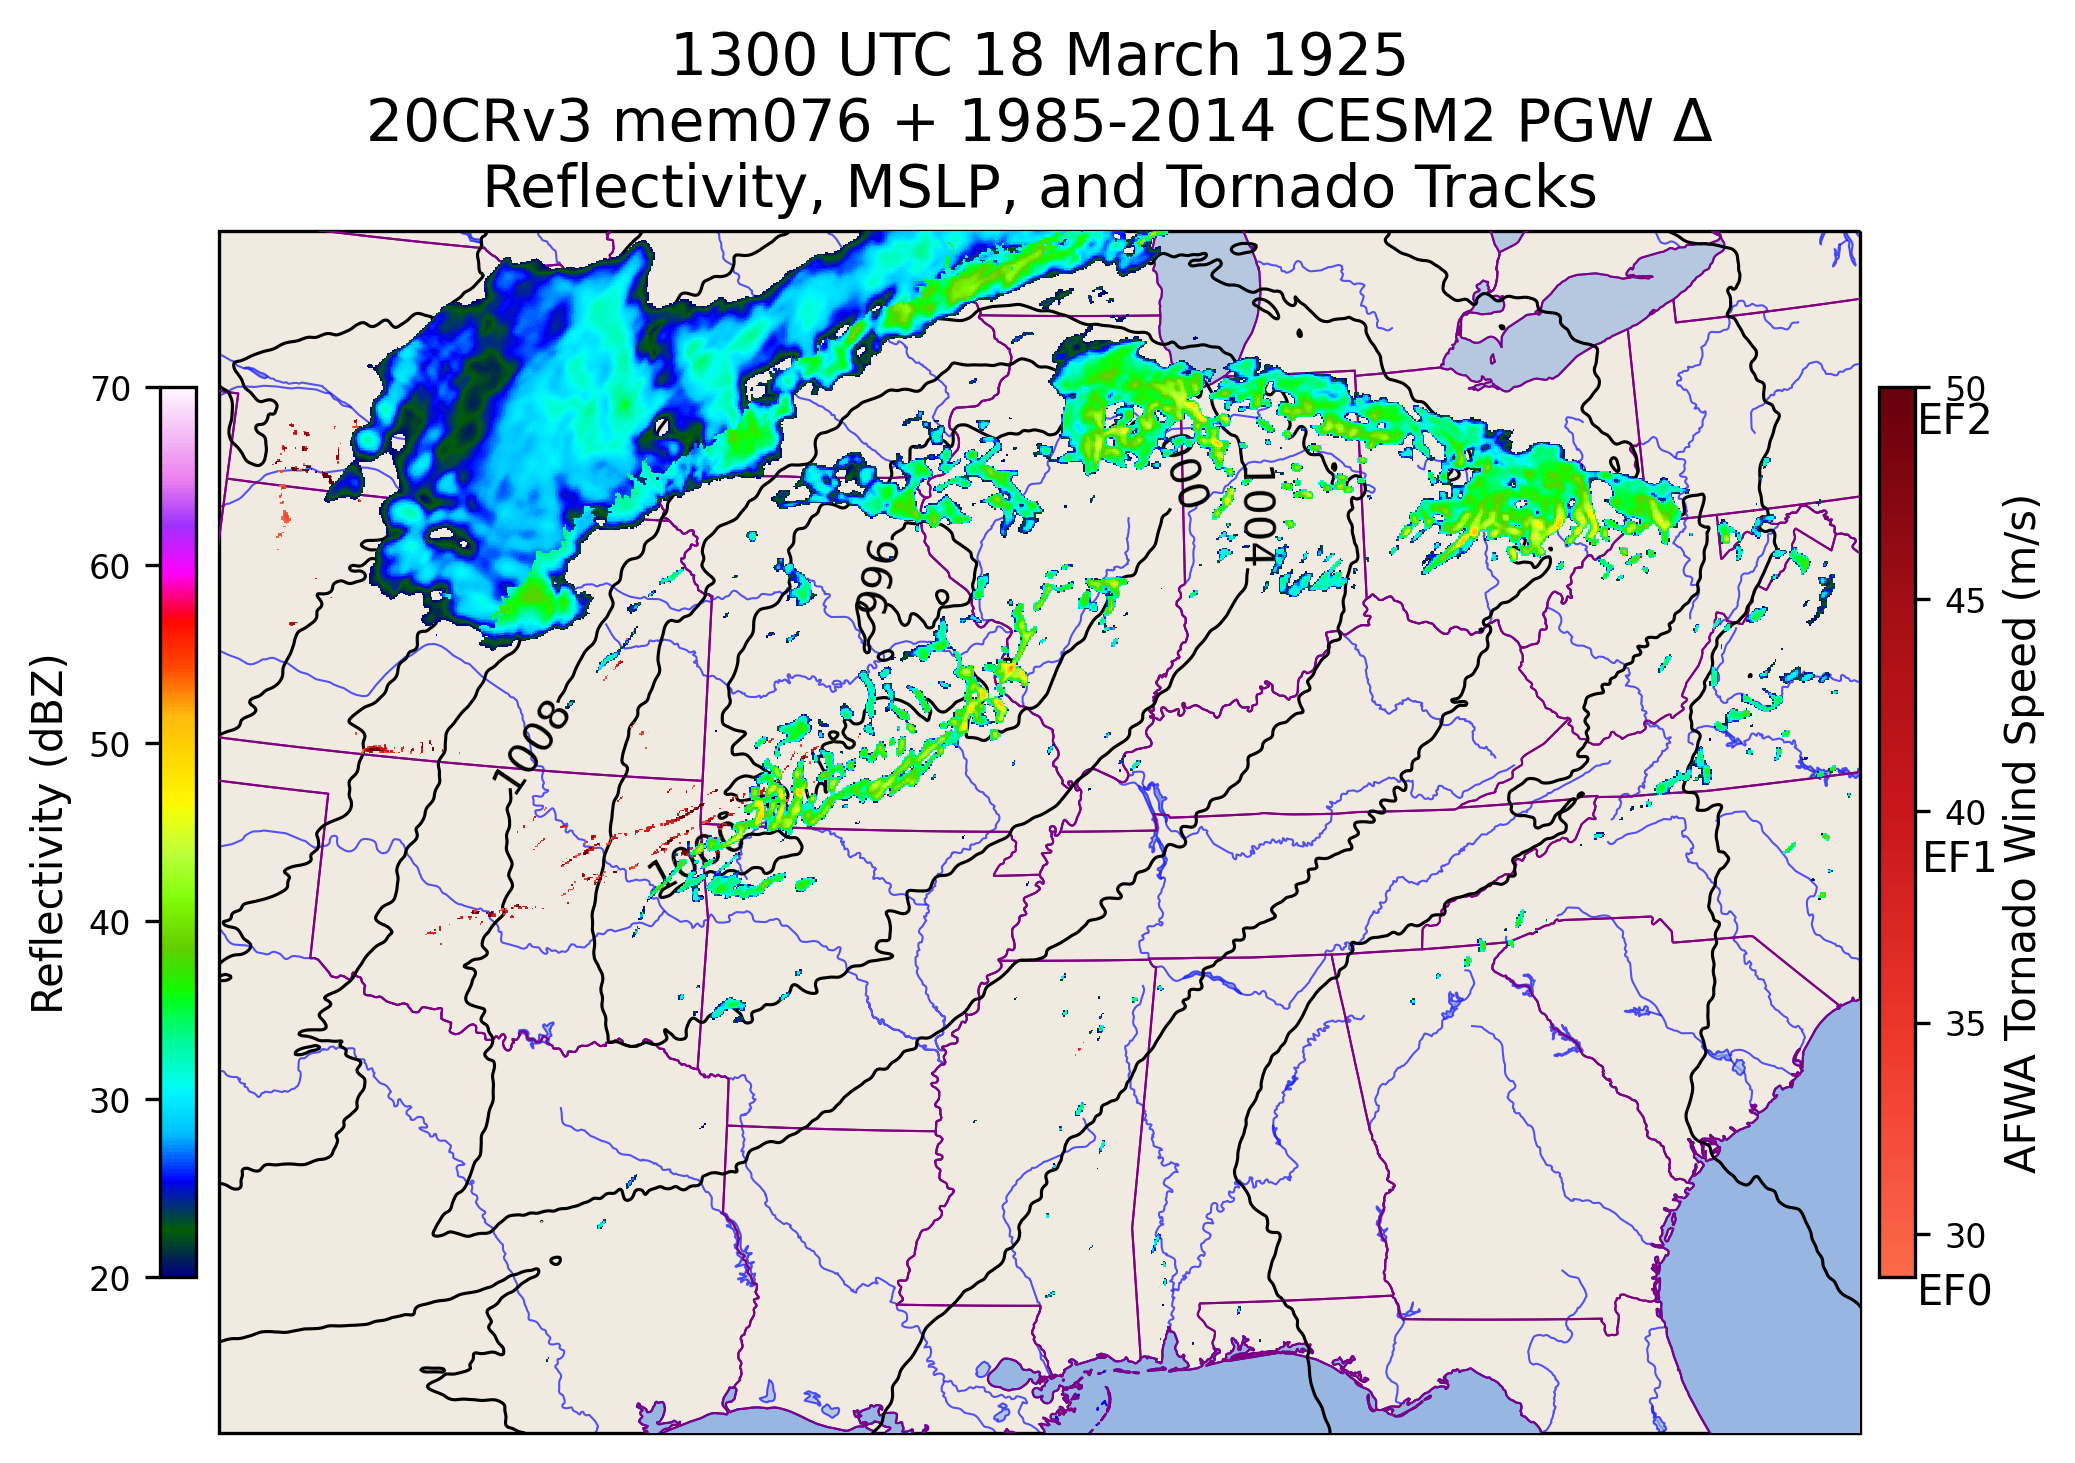 1300 UTC 18 March 1925
20CRv3 mem076 + 1985-2014 CESM2 PGW Δ
Reflectivity, MSLP, and Tornado Tracks
Reflectivity (dBZ)
70
60
50
40
30
20
1004
996
1008
50
EF2
45
40
EF1
35
30
EF0
AFWA Tornado Wind Speed (m/s)